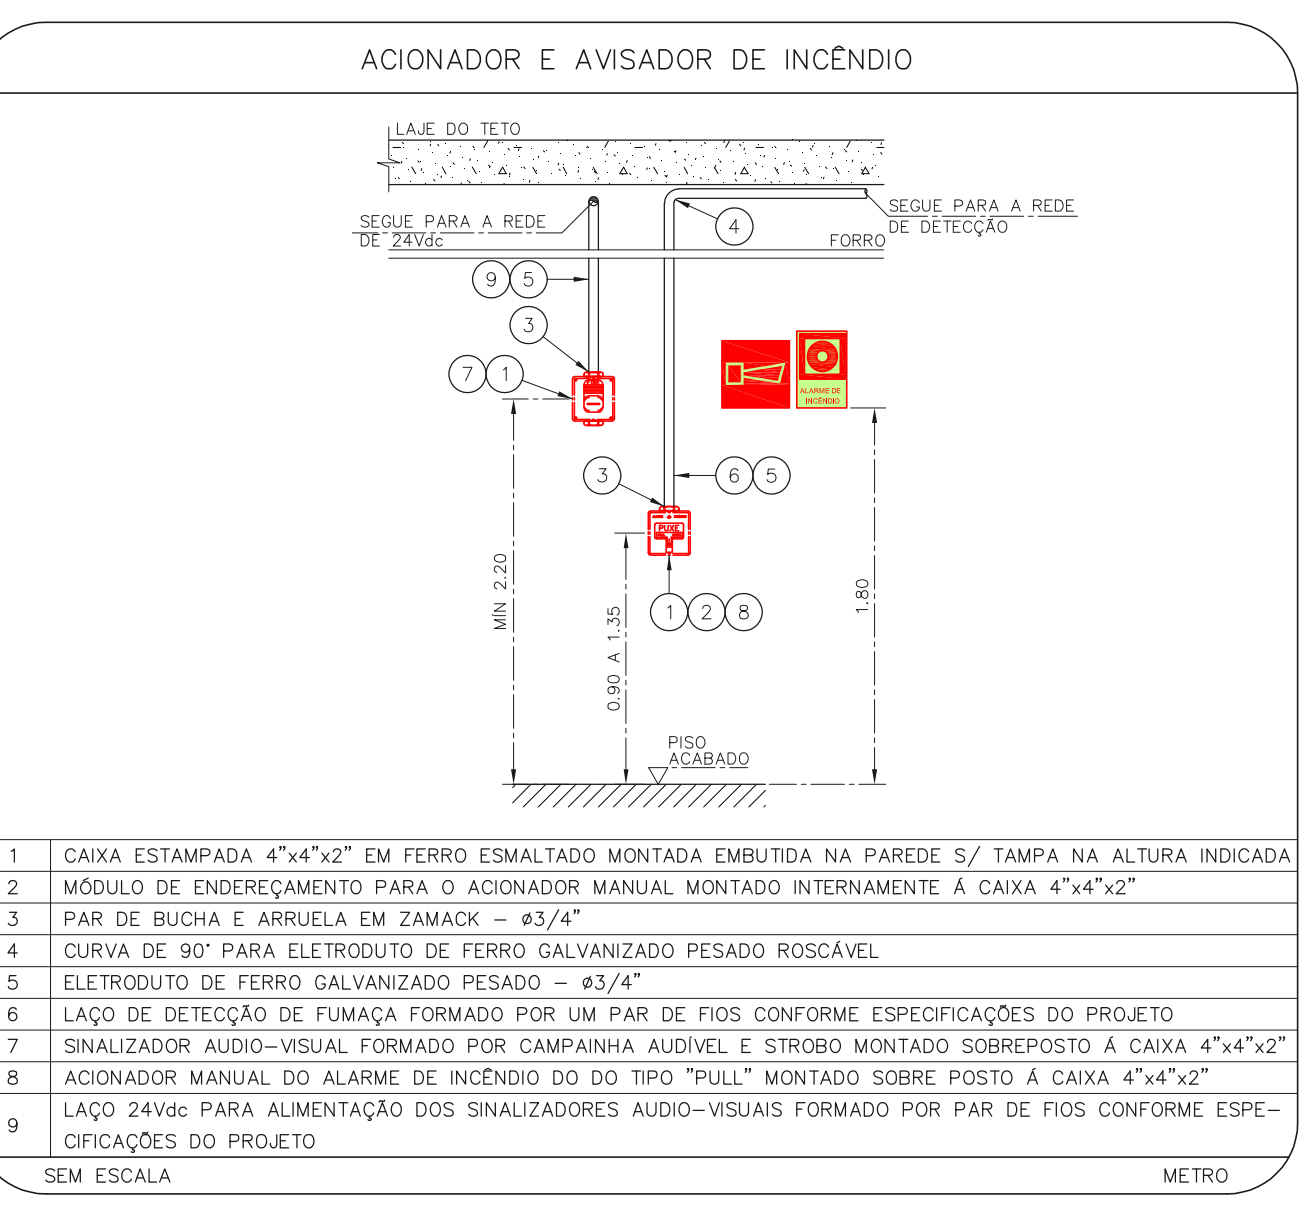 ACIONADOR E AVISADOR DE INCÊNDIO
LAJE DO TETO
SEGUE PARA A REDE
DE 24Vdc
SEGUE PARA A REDE
DE DETECÇÃO
4
FORRO
9 5
3
7 1
ALARME DE
INCÊNDIO
3
6 5
PUXE
1 2 8
MÍN 2.20
0.90 A 1.35
1.80
PISO
ACABADO
1 CAIXA ESTAMPADA 4"x4"x2" EM FERRO ESMALTADO MONTADA EMBUTIDA NA PAREDE S/ TAMPA NA ALTURA INDICADA
2 MÓDULO DE ENDEREÇAMENTO PARA O ACIONADOR MANUAL MONTADO INTERNAMENTE Á CAIXA 4"x4"x2"
3 PAR DE BUCHA E ARRUELA EM ZAMACK – ø3/4"
4 CURVA DE 90° PARA ELETRODUTO DE FERRO GALVANIZADO PESADO ROSCÁVEL
5 ELETRODUTO DE FERRO GALVANIZADO PESADO – ø3/4"
6 LAÇO DE DETECÇÃO DE FUMAÇA FORMADO POR UM PAR DE FIOS CONFORME ESPECIFICAÇÕES DO PROJETO
7 SINALIZADOR AUDIO–VISUAL FORMADO POR CAMPAINHA AUDÍVEL E STROBO MONTADO SOBREPOSTO Á CAIXA 4"x4"x2"
8 ACIONADOR MANUAL DO ALARME DE INCÊNDIO DO DO TIPO "PULL" MONTADO SOBRE POSTO Á CAIXA 4"x4"x2"
9 LAÇO 24Vdc PARA ALIMENTAÇÃO DOS SINALIZADORES AUDIO–VISUAIS FORMADO POR PAR DE FIOS CONFORME ESPE–
CIFICAÇÕES DO PROJETO
SEM ESCALA
METRO